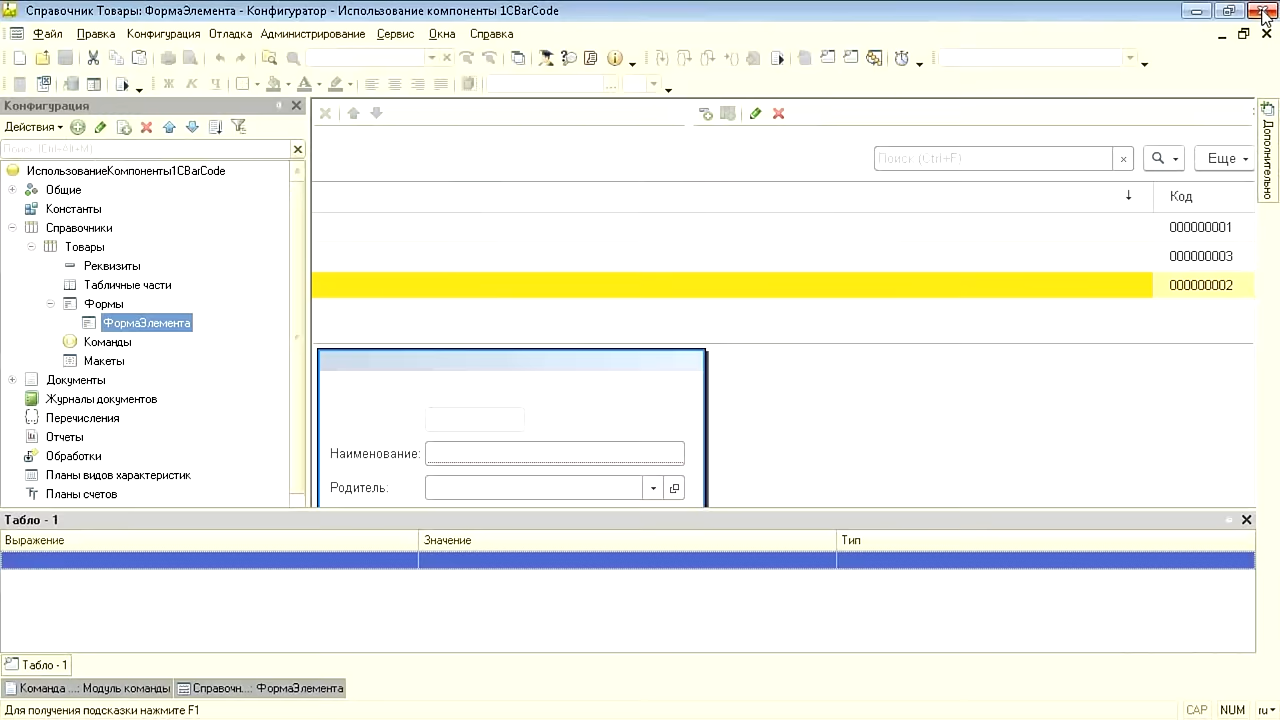 Справочник Товары: ФормаЭлемента - Конфигуратор - Использование компоненты 1CBarCode
Файл Правка Конфигурация Отладка Администрирование Сервис Окна Справка
Ж К Ч
Конфигурация
Действия
Поиск (Ctrl+Alt+M)
ИспользованиеКомпоненты1CBarCode
Общие
Константы
Справочники
Товары
Реквизиты
Табличные части
Формы
ФормаЭлемента
Команды
Макеты
Документы
Журналы документов
Перечисления
Отчеты
Обработки
Планы видов характеристик
Планы счетов
Поиск (Ctrl+F)
Еще
Код
000000001
000000003
000000002
Наименование:
Родитель:
Дополнительно
Табло - 1
Выражение Значение Тип
Табло - 1
Команда ...: Модуль команды Справочн...: ФормаЭлемента
Для получения подсказки нажмите F1 CAP NUM ru